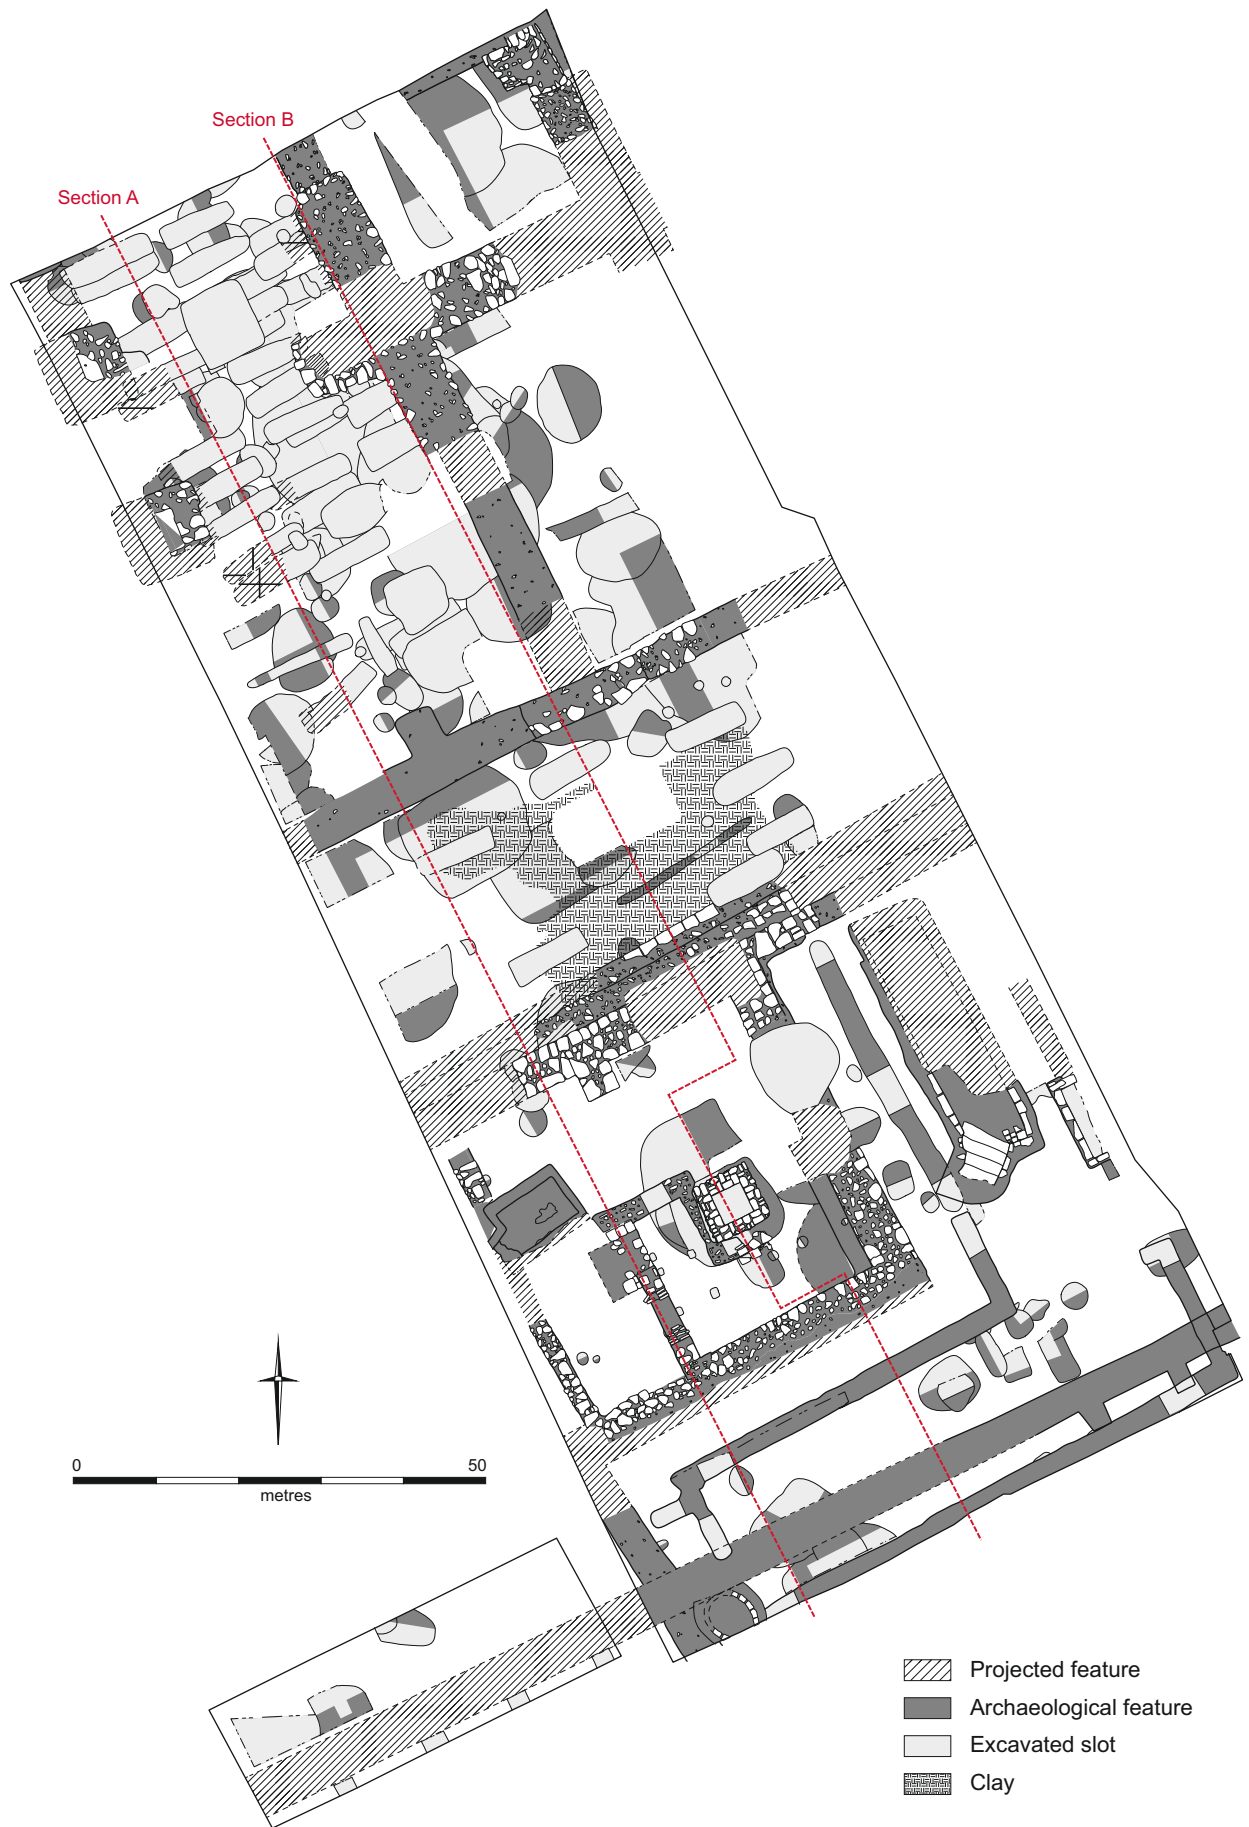 Section B
Section A
0 50
metres
Projected feature
Archaeological feature
Excavated slot
Clay